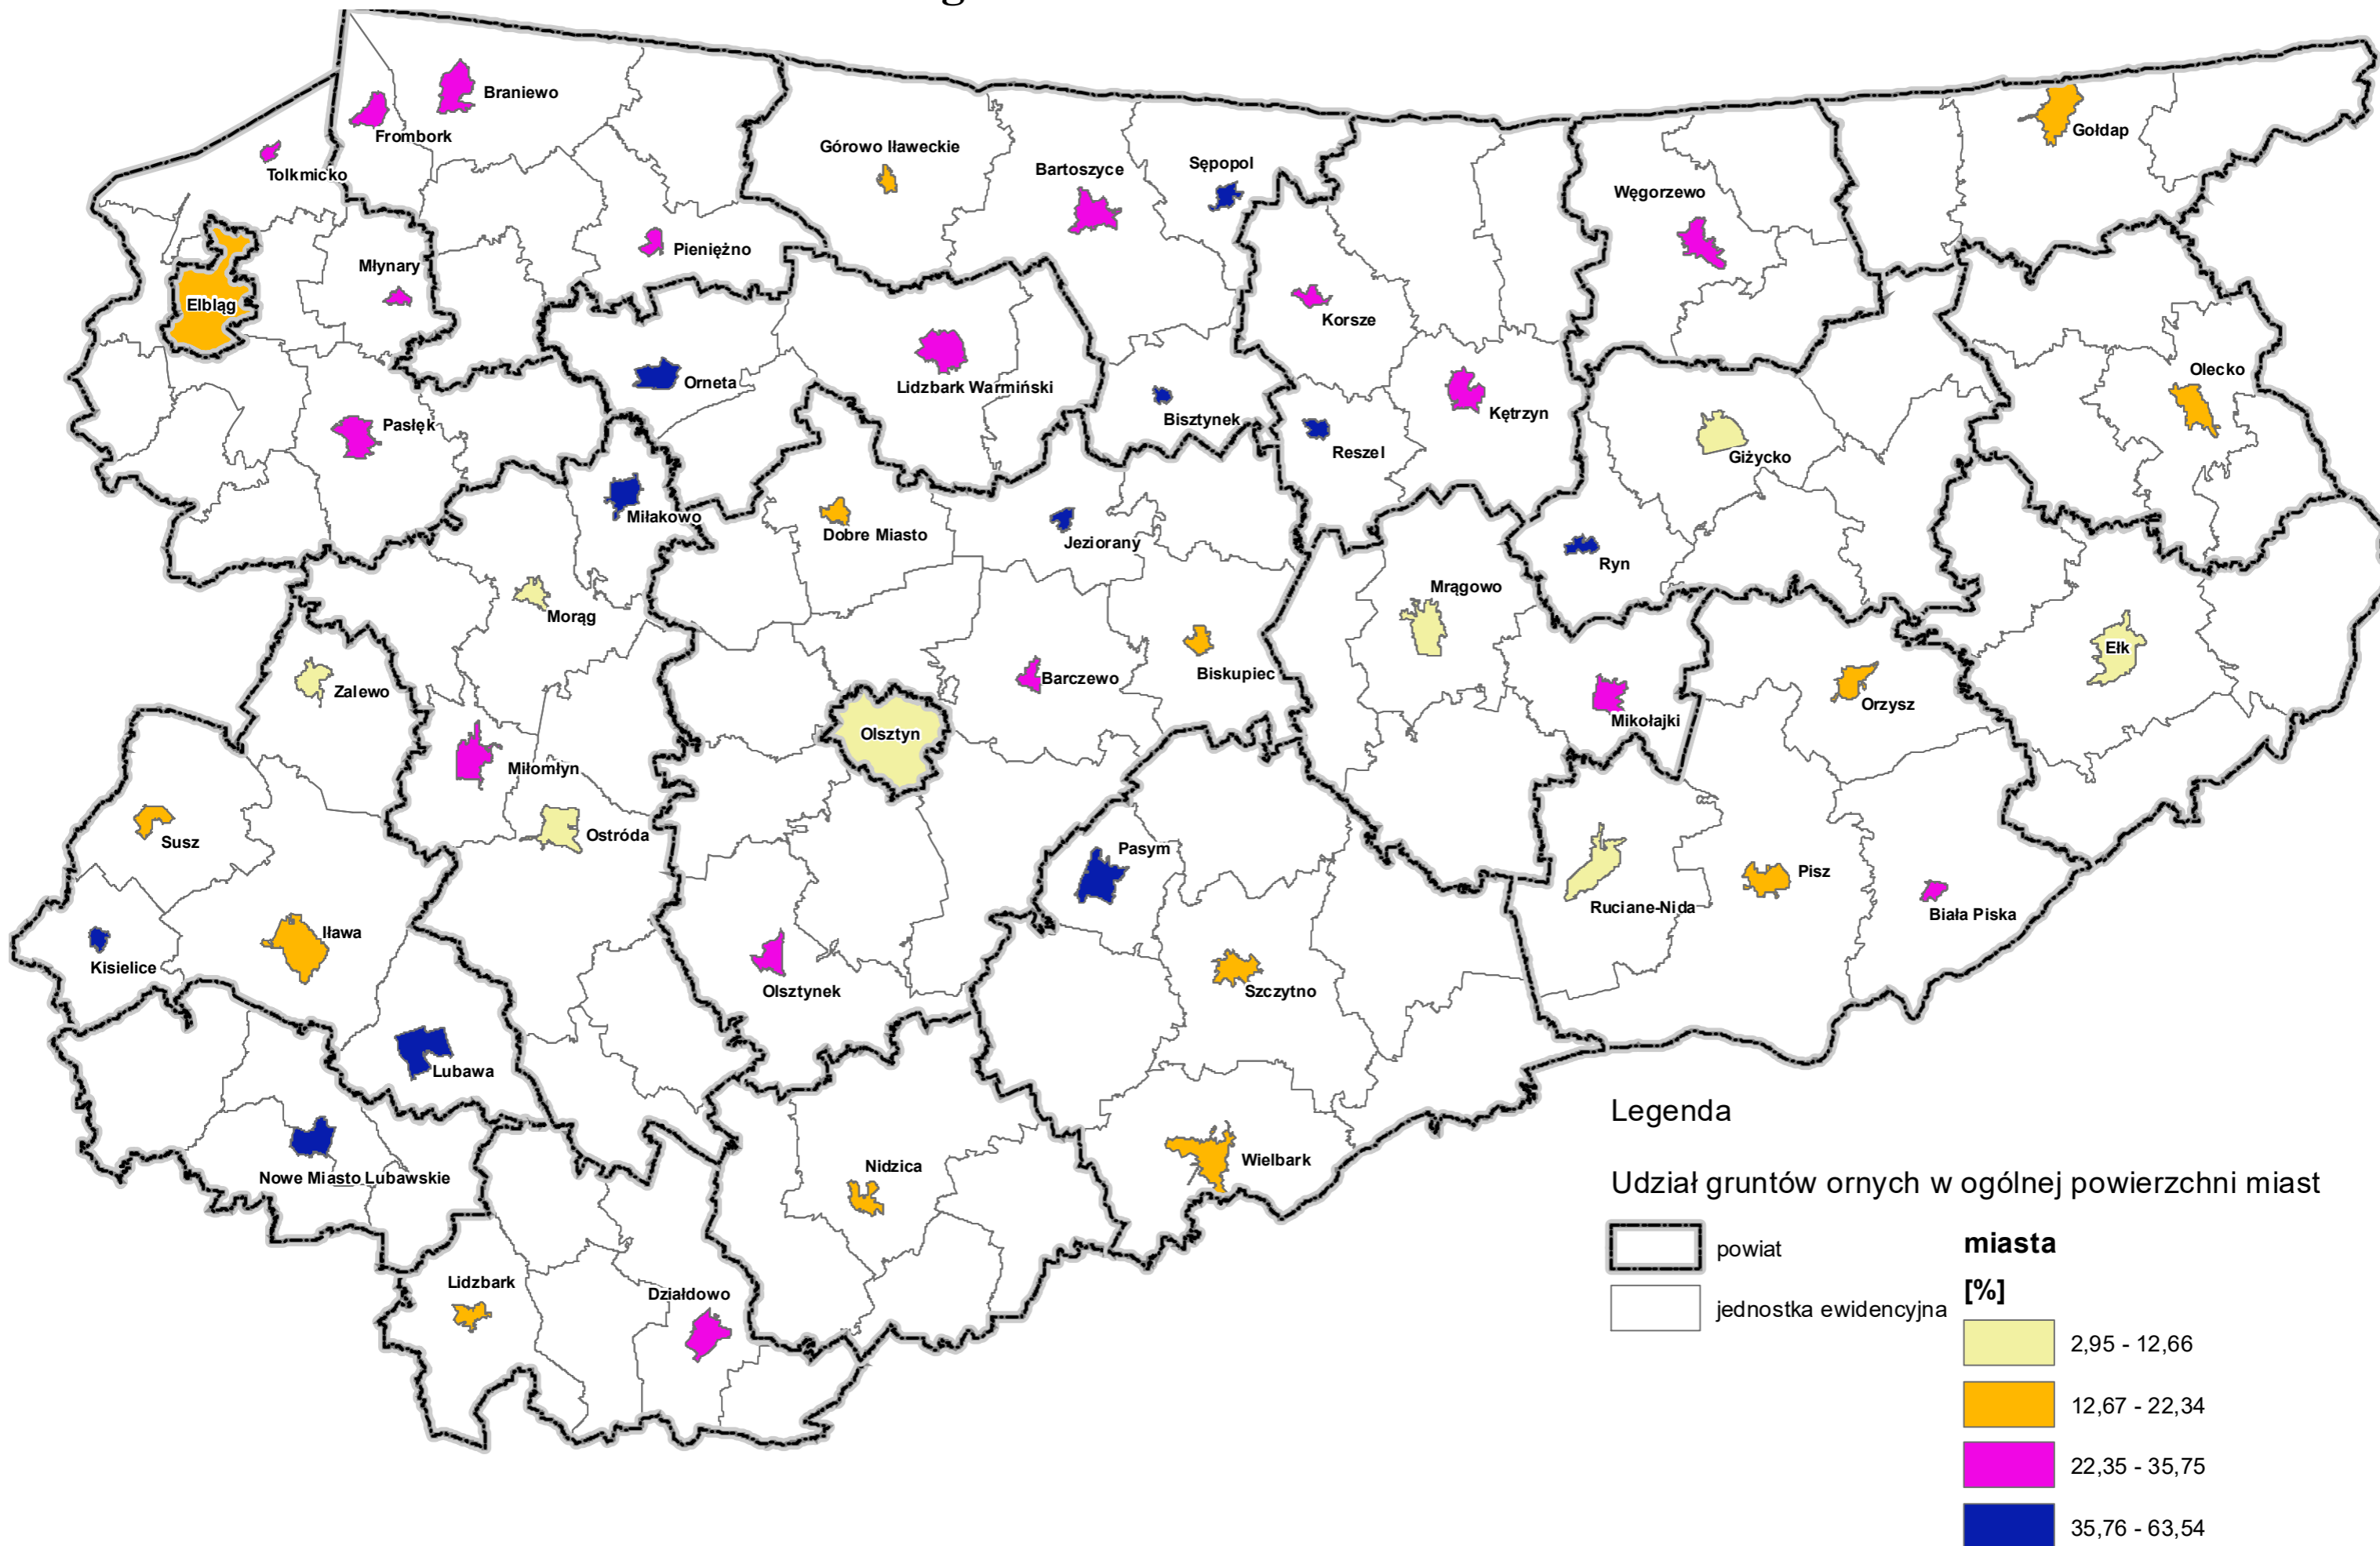 Braniewo
Frombork
Tolkmicko
Górowo Iławeckie
Bartoszyce
Sępopol
Węgorzewo
Gołdap
Pieniężno
Młynary
Elbląg
Korsze
Orneta
Lidzbark Warmiński
Bisztynek
Kętrzyn
Olecko
Pasłęk
Reszel
Giżycko
Miłakowo
Dobre Miasto
Jeziorany
Ryn
Mrągowo
Morąg
Zalewo
Barczewo
Biskupiec
Ełk
Mikołajki
Orzysz
Olsztyn
Miłomłyn
Ostróda
Susz
Pasym
Pisz
Ruciane-Nida
Biała Piska
Iława
Kisielice
Olsztynek
Szczytno
Lubawa
Nowe Miasto Lubawskie
Nidzica
Wielbark
Lidzbark
Działdowo
Legenda
Udział gruntów ornych w ogólnej powierzchni miast
powiat
jednostka ewidencyjna
miasta
[%]
2,95 - 12,66
12,67 - 22,34
22,35 - 35,75
35,76 - 63,54